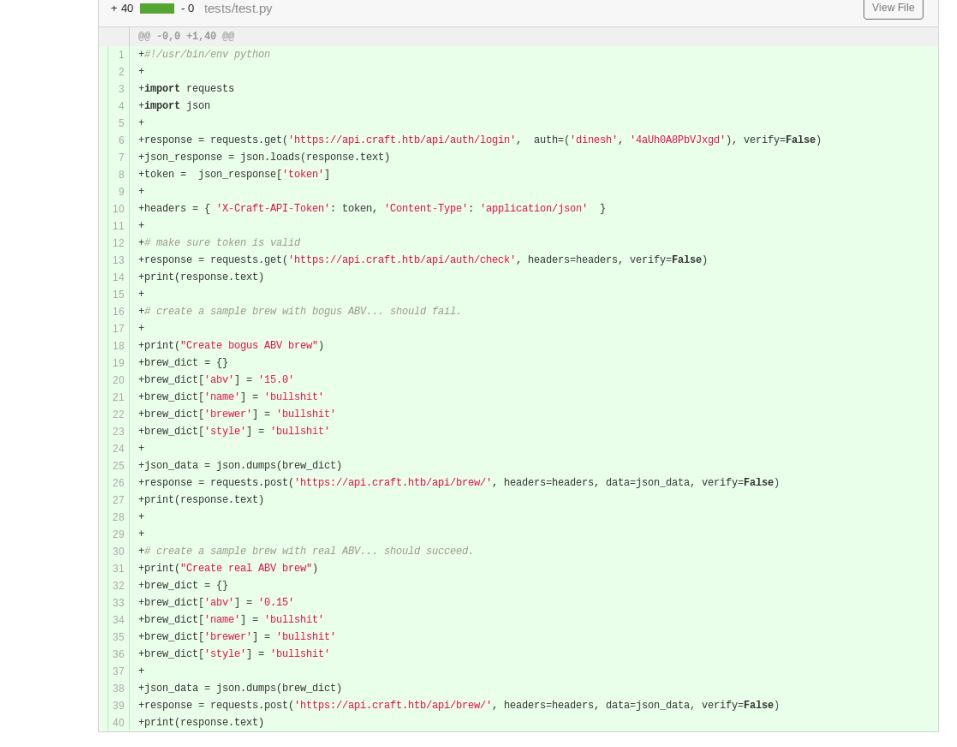 + 40 - 0 tests/test.py View File
@@ -0,0 +1,40 @@
1 +#!/usr/bin/env python
2 +
3 +import requests
4 +import json
5 +
6 +response = requests.get('https://api.craft.htb/api/auth/login',  auth=('dinesh', '4aUh0A8PbVJxgd'), verify=False)
7 +json_response = json.loads(response.text)
8 +token =  json_response['token']
9 +
10 +headers = { 'X-Craft-API-Token': token, 'Content-Type': 'application/json'  }
11 +
12 +# make sure token is valid
13 +response = requests.get('https://api.craft.htb/api/auth/check', headers=headers, verify=False)
14 +print(response.text)
15 +
16 +# create a sample brew with bogus ABV... should fail.
17 +
18 +print("Create bogus ABV brew")
19 +brew_dict = {}
20 +brew_dict['abv'] = '15.0'
21 +brew_dict['name'] = 'bullshit'
22 +brew_dict['brewer'] = 'bullshit'
23 +brew_dict['style'] = 'bullshit'
24 +
25 +json_data = json.dumps(brew_dict)
26 +response = requests.post('https://api.craft.htb/api/brew/', headers=headers, data=json_data, verify=False)
27 +print(response.text)
28 +
29 +
30 +# create a sample brew with real ABV... should succeed.
31 +print("Create real ABV brew")
32 +brew_dict = {}
33 +brew_dict['abv'] = '0.15'
34 +brew_dict['name'] = 'bullshit'
35 +brew_dict['brewer'] = 'bullshit'
36 +brew_dict['style'] = 'bullshit'
37 +
38 +json_data = json.dumps(brew_dict)
39 +response = requests.post('https://api.craft.htb/api/brew/', headers=headers, data=json_data, verify=False)
40 +print(response.text)